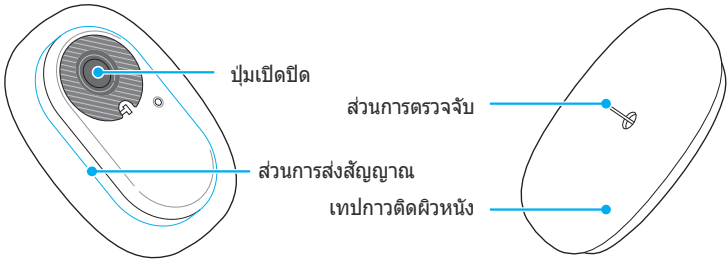 ปุ่มเปิดปิด
ส่วนการตรวจจับ
ส่วนการส่งสัญญาณ
เทปกาวติดผิวหนัง